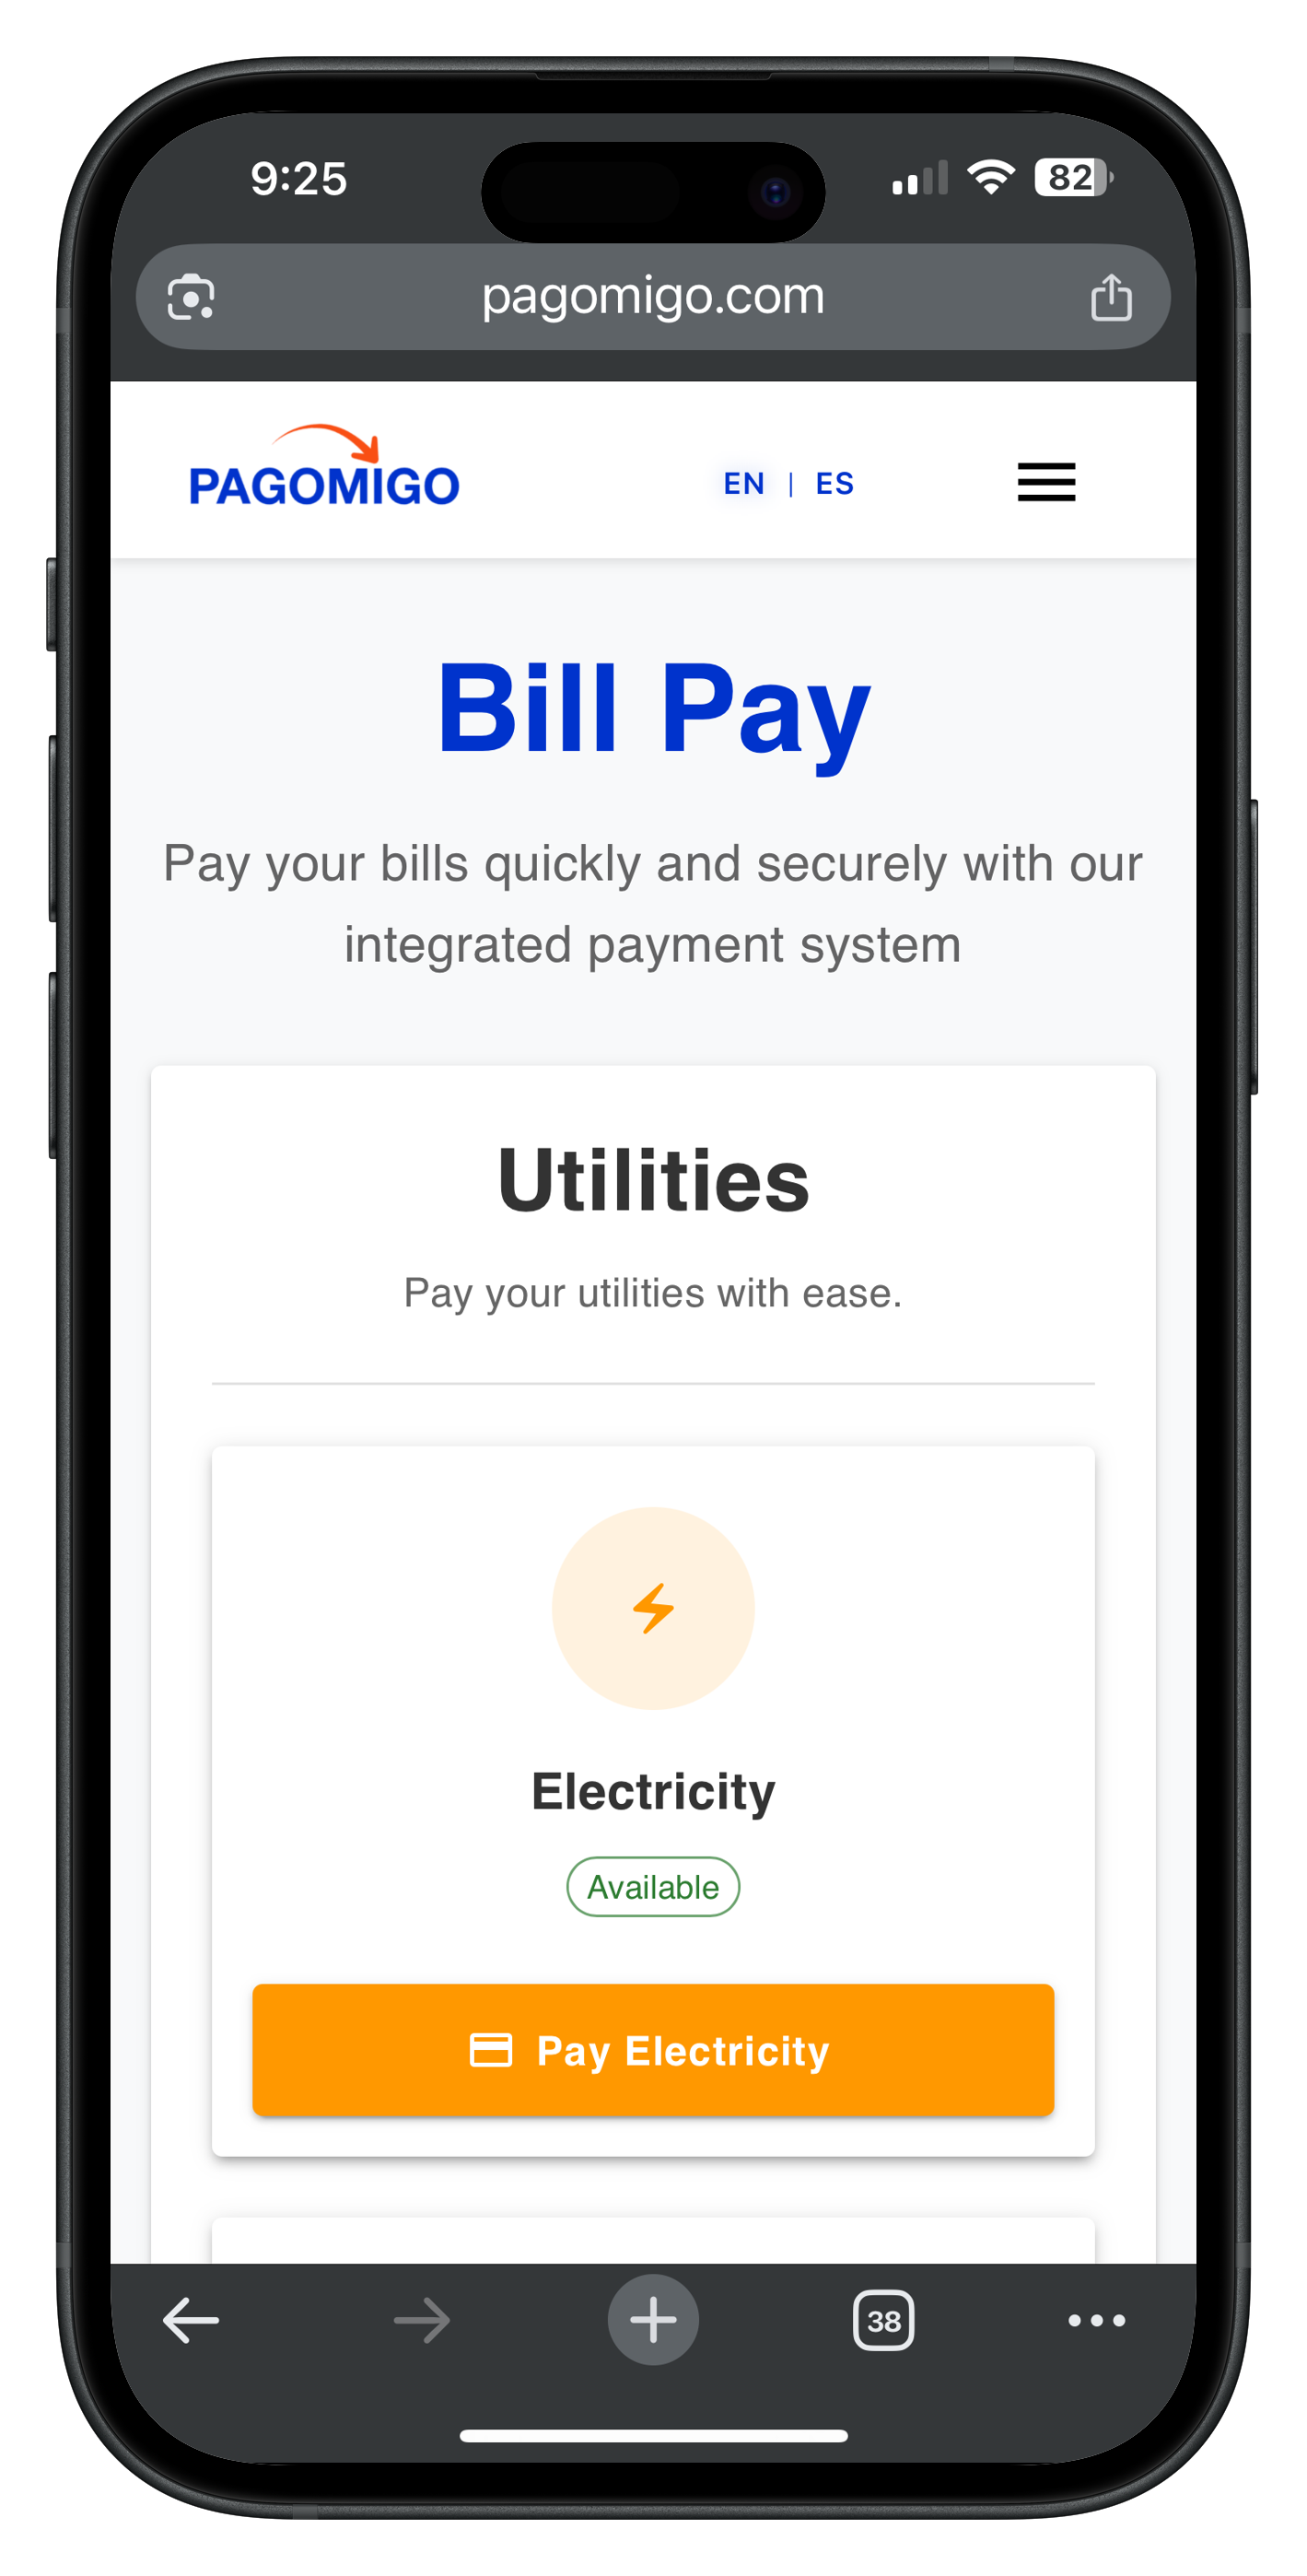 9:25
82
pagomigo.com
PAGOMIGO
EN | ES
Bill Pay
Pay your bills quickly and securely with our
integrated payment system
Utilities
Pay your utilities with ease.
Electricity
Available
Pay Electricity
38